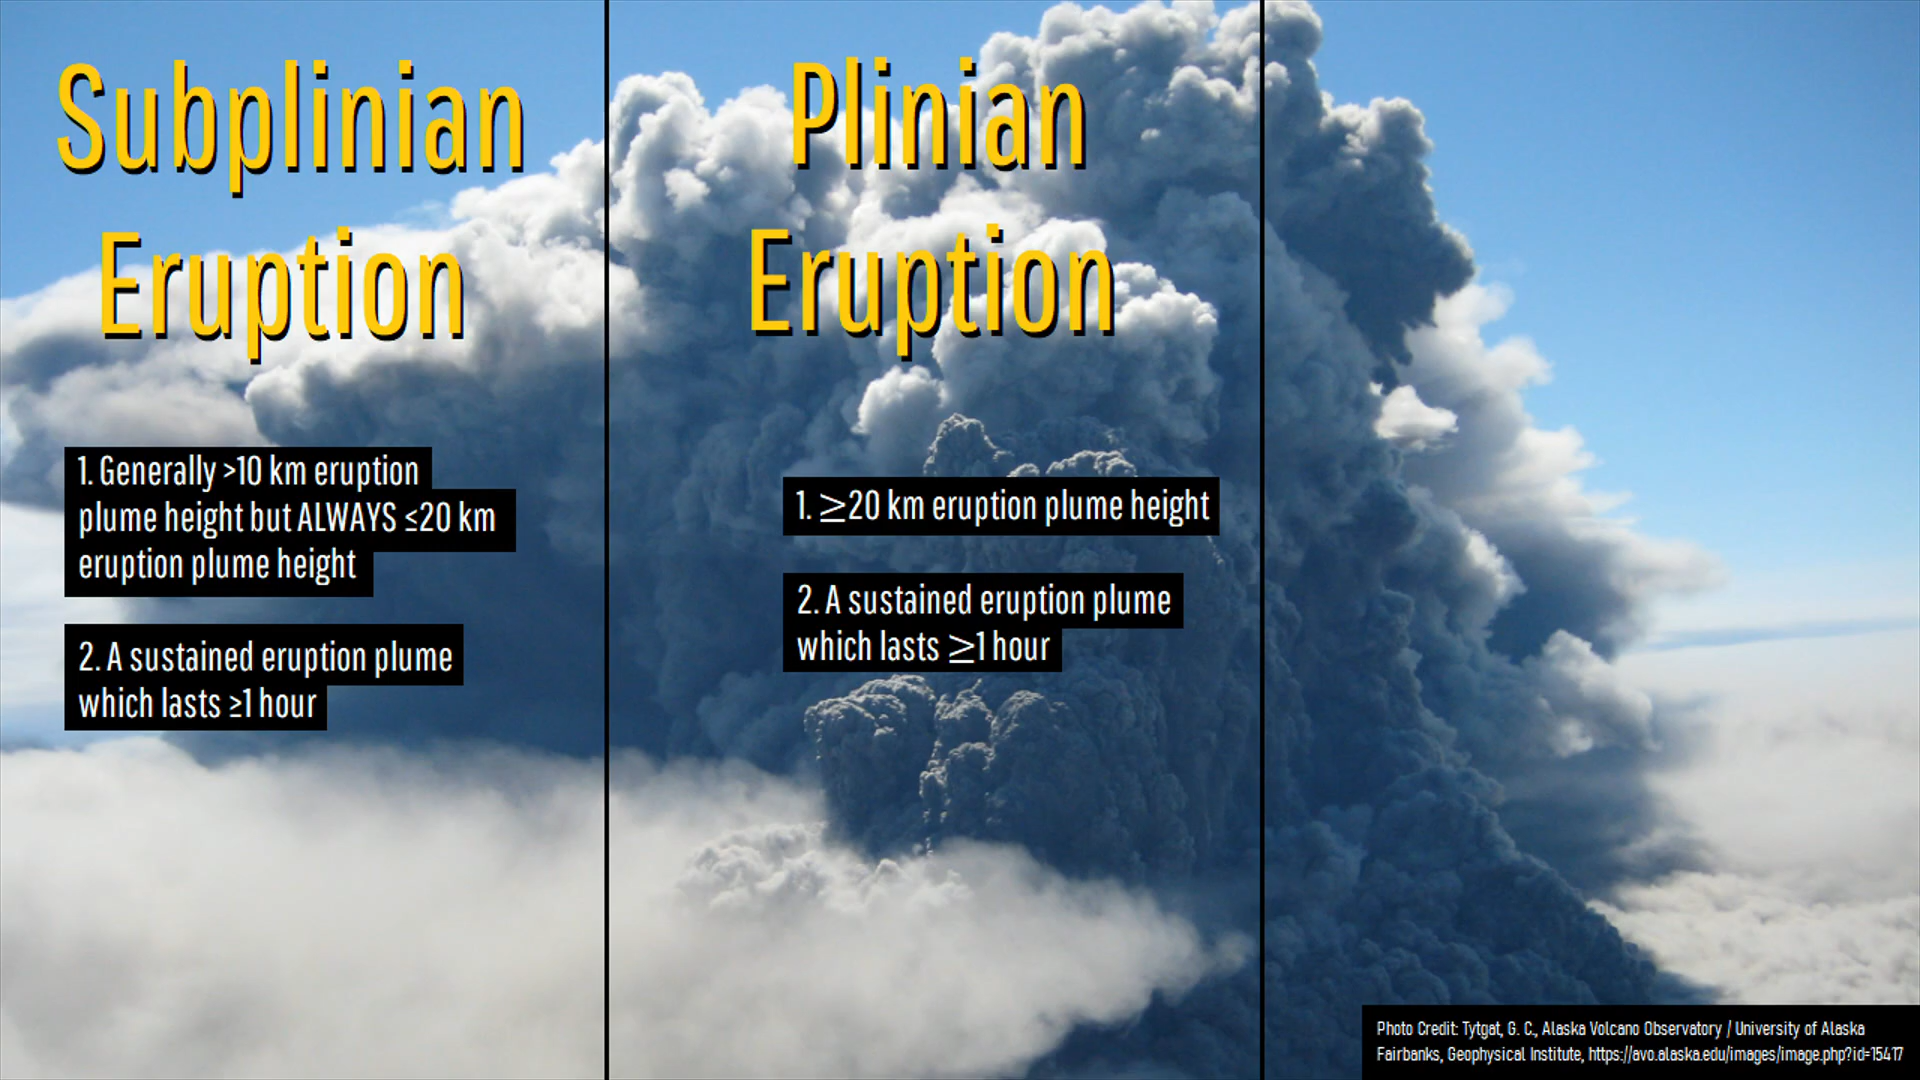 Subplinian
Eruption
1. Generally >10 km eruption
plume height but ALWAYS ≤20 km
eruption plume height
2. A sustained eruption plume
which lasts ≥1 hour
Plinian
Eruption
1. ≥20 km eruption plume height
2. A sustained eruption plume
which lasts ≥1 hour
Photo Credit: Tytgat, G. C., Alaska Volcano Observatory / University of Alaska
Fairbanks, Geophysical Institute, https://avo.alaska.edu/images/image.php?id=15417